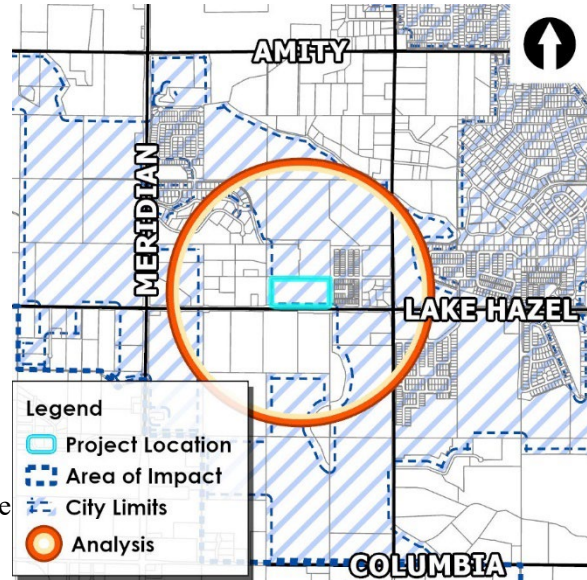 AMITY
MERIDIAN
LAKE HAZEL
Legend
Project Location
Area of Impact
City Limits
Analysis
e
COLUMBIA